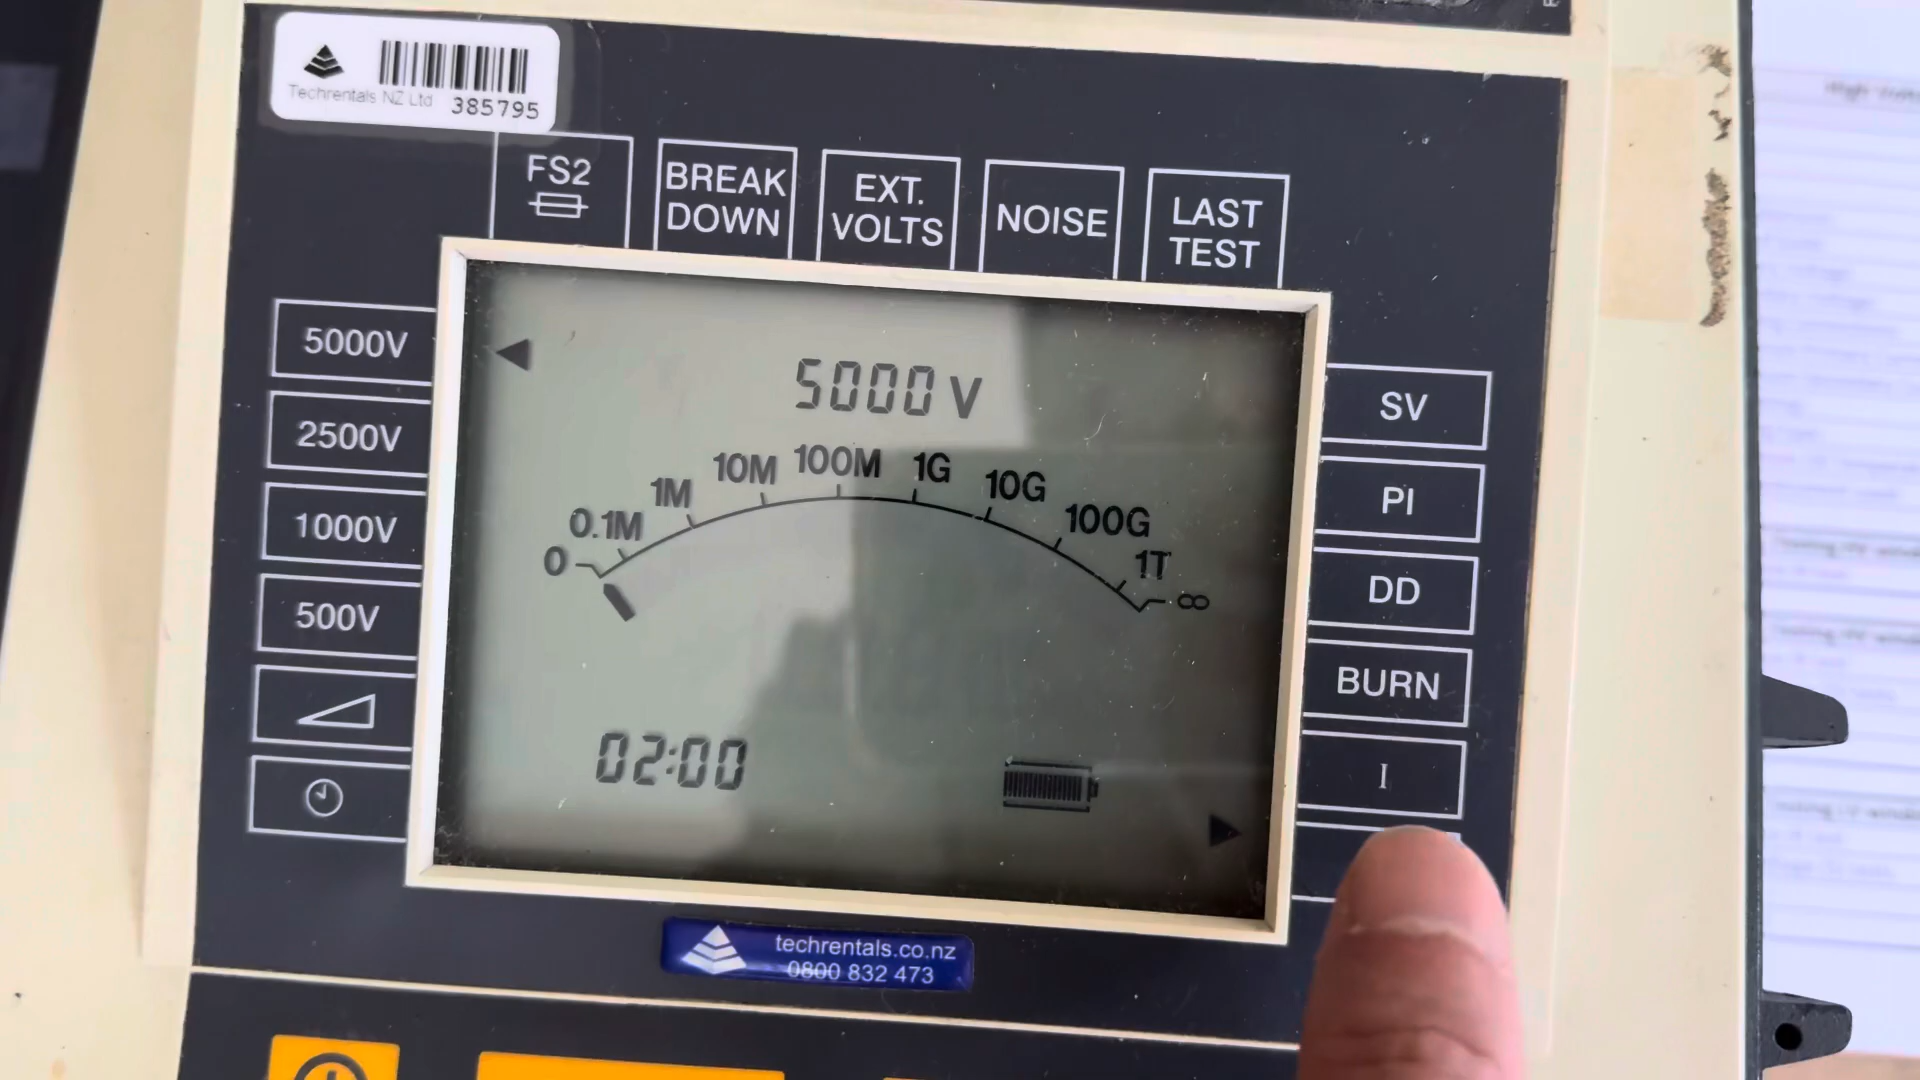 Techrentals NZ Ltd 385795
FS2
BREAK
DOWN
EXT.
VOLTS
NOISE
LAST
TEST
5000V
2500V
1000V
500V
5000 V
0
0.1M
1M
10M
100M
1G
10G
100G
1T
∞
02:00
SV
PI
DD
BURN
I
techrentals.co.nz
0800 832 473